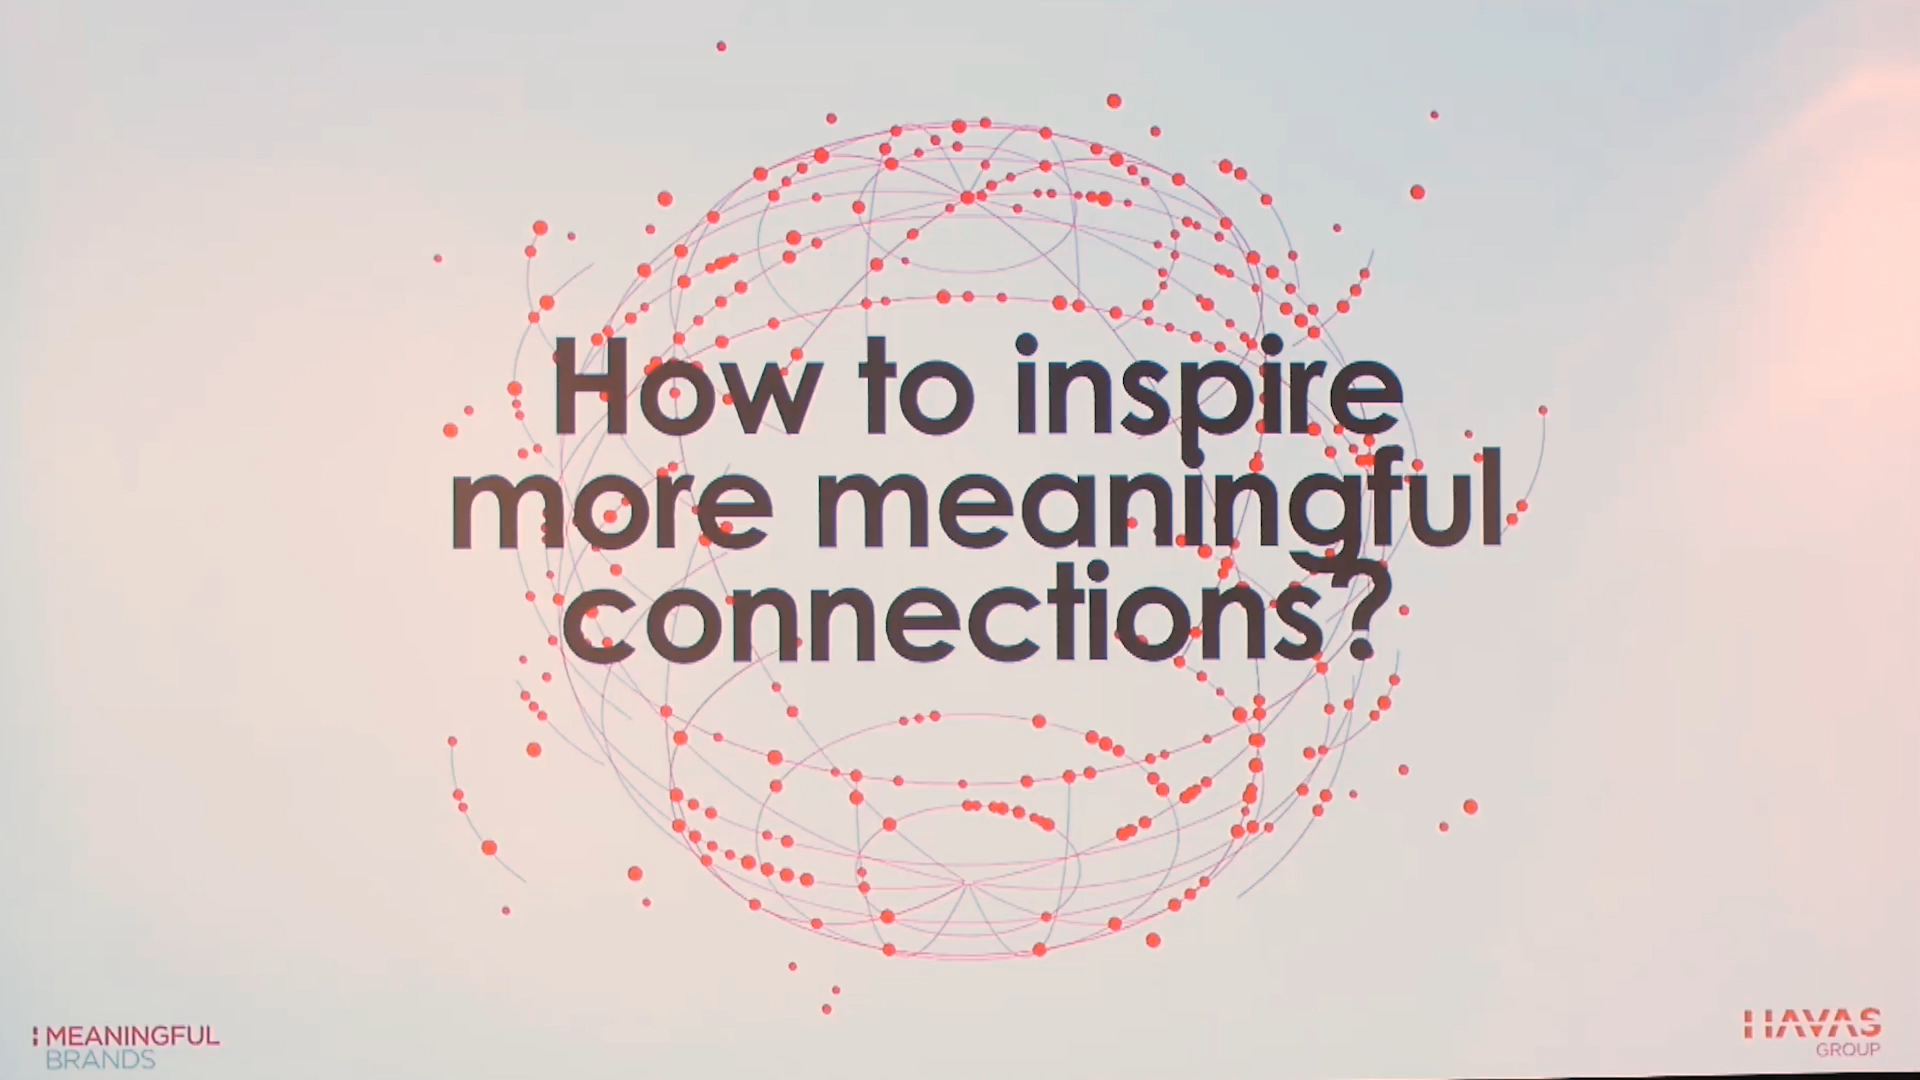 How to inspire
more meaningful
connections?
MEANINGFUL
BRANDS
HAVAS
GROUP